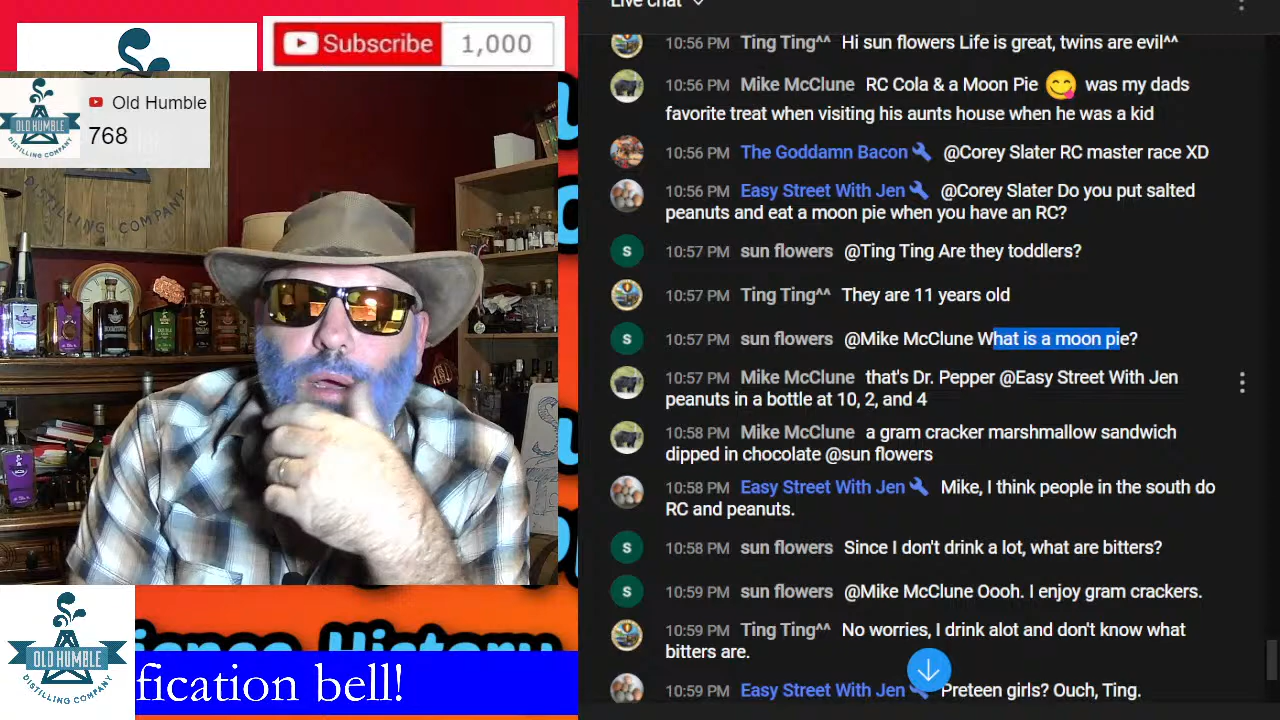 Subscribe 1,000
Old Humble
768
OLD HUMBLE
DISTILLING COMPANY
DISTILLING COMPANY
OLD HUMBLE
DISTILLING COMPANY
ience History
fication bell!
Live chat
10:56 PM Ting Ting^^ Hi sun flowers Life is great, twins are evil^^
10:56 PM Mike McClune RC Cola & a Moon Pie 😋 was my dads
favorite treat when visiting his aunts house when he was a kid
10:56 PM The Goddamn Bacon @Corey Slater RC master race XD
10:56 PM Easy Street With Jen @Corey Slater Do you put salted
peanuts and eat a moon pie when you have an RC?
S 10:57 PM sun flowers @Ting Ting Are they toddlers?
10:57 PM Ting Ting^^ They are 11 years old
S 10:57 PM sun flowers @Mike McClune What is a moon pie?
10:57 PM Mike McClune that's Dr. Pepper @Easy Street With Jen
peanuts in a bottle at 10, 2, and 4
10:58 PM Mike McClune a gram cracker marshmallow sandwich
dipped in chocolate @sun flowers
10:58 PM Easy Street With Jen Mike, I think people in the south do
RC and peanuts.
S 10:58 PM sun flowers Since I don't drink a lot, what are bitters?
S 10:59 PM sun flowers @Mike McClune Oooh. I enjoy gram crackers.
10:59 PM Ting Ting^^ No worries, I drink alot and don't know what
bitters are.
10:59 PM Easy Street With Jen Preteen girls? Ouch, Ting.